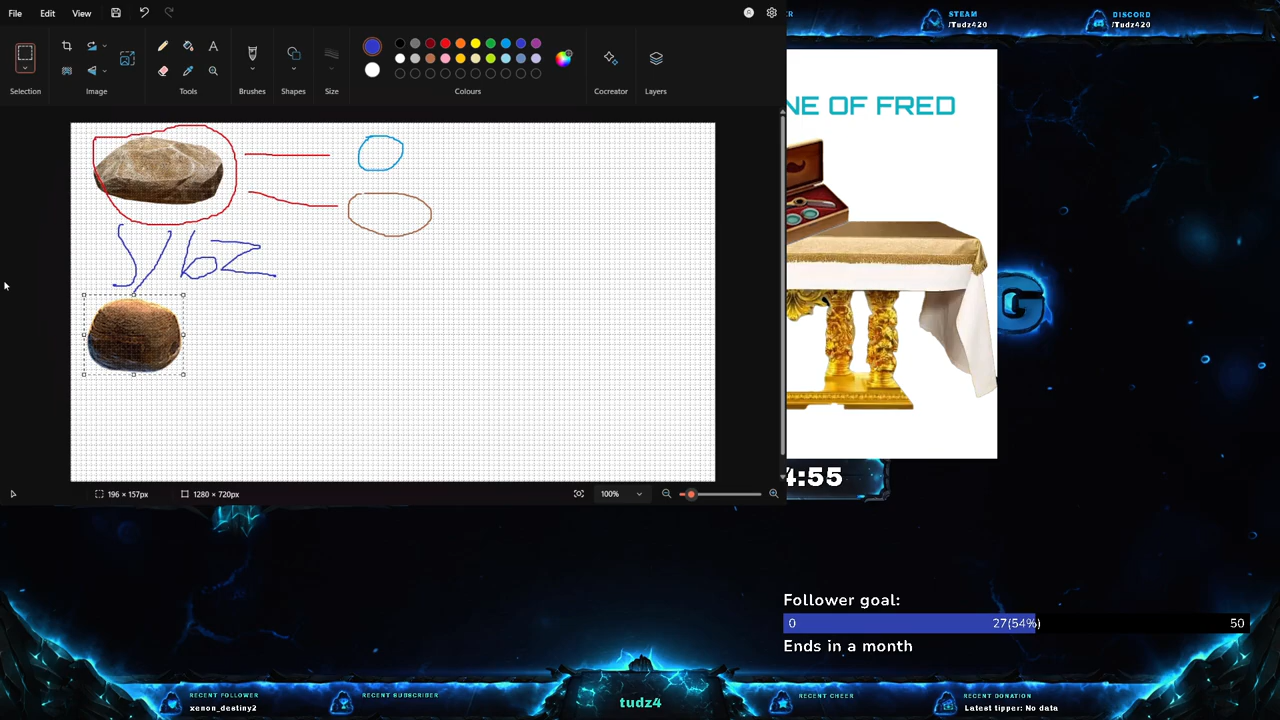 File Edit View
Selection Image Tools Brushes Shapes Size Colours Cocreator Layers
196 × 157px 1280 × 720px 100%
STEAM
/Tudz420
DISCORD
/Tudz420
NE OF FRED
G
4:55
Follower goal:
0 27(54%) 50
Ends in a month
RECENT FOLLOWER
xenon_destiny2
RECENT SUBSCRIBER
tudz4
RECENT CHEER
RECENT DONATION
Latest tipper: No data